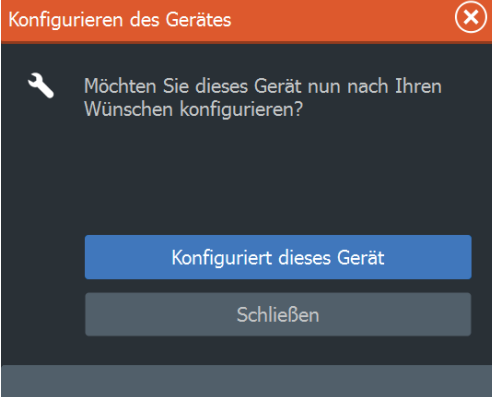 Konfigurieren des Gerätes
Möchten Sie dieses Gerät nun nach Ihren
Wünschen konfigurieren?
Konfiguriert dieses Gerät
Schließen